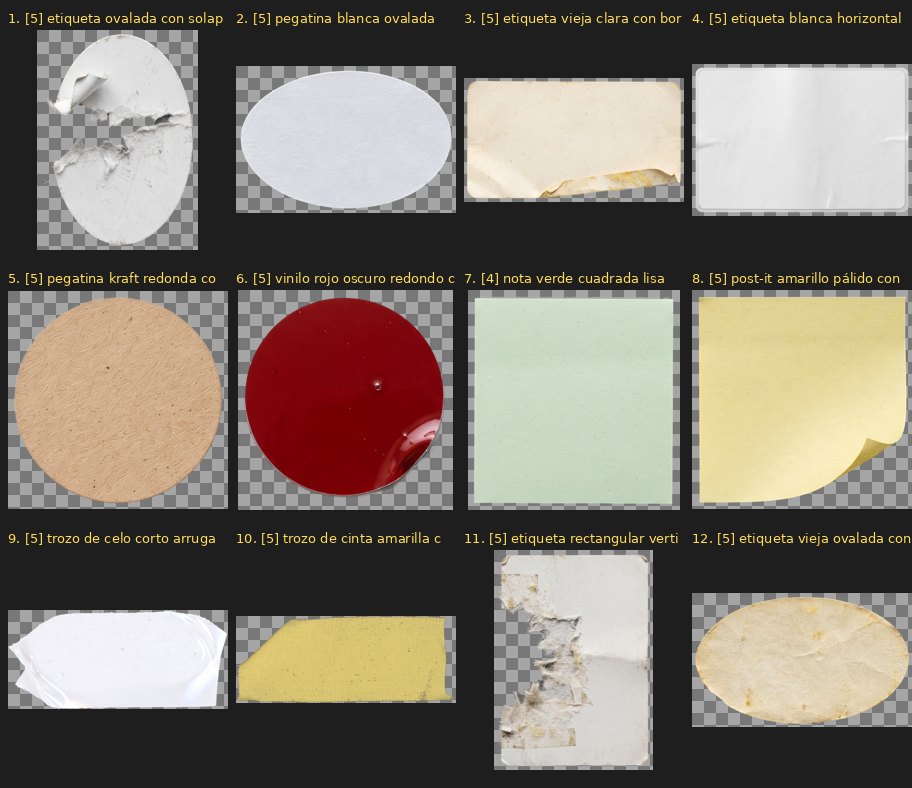 1. [5] etiqueta ovalada con solap
2. [5] pegatina blanca ovalada
3. [5] etiqueta vieja clara con bor
4. [5] etiqueta blanca horizontal
5. [5] pegatina kraft redonda co
6. [5] vinilo rojo oscuro redondo c
7. [4] nota verde cuadrada lisa
8. [5] post-it amarillo pálido con
9. [5] trozo de celo corto arruga
10. [5] trozo de cinta amarilla c
11. [5] etiqueta rectangular verti
12. [5] etiqueta vieja ovalada con